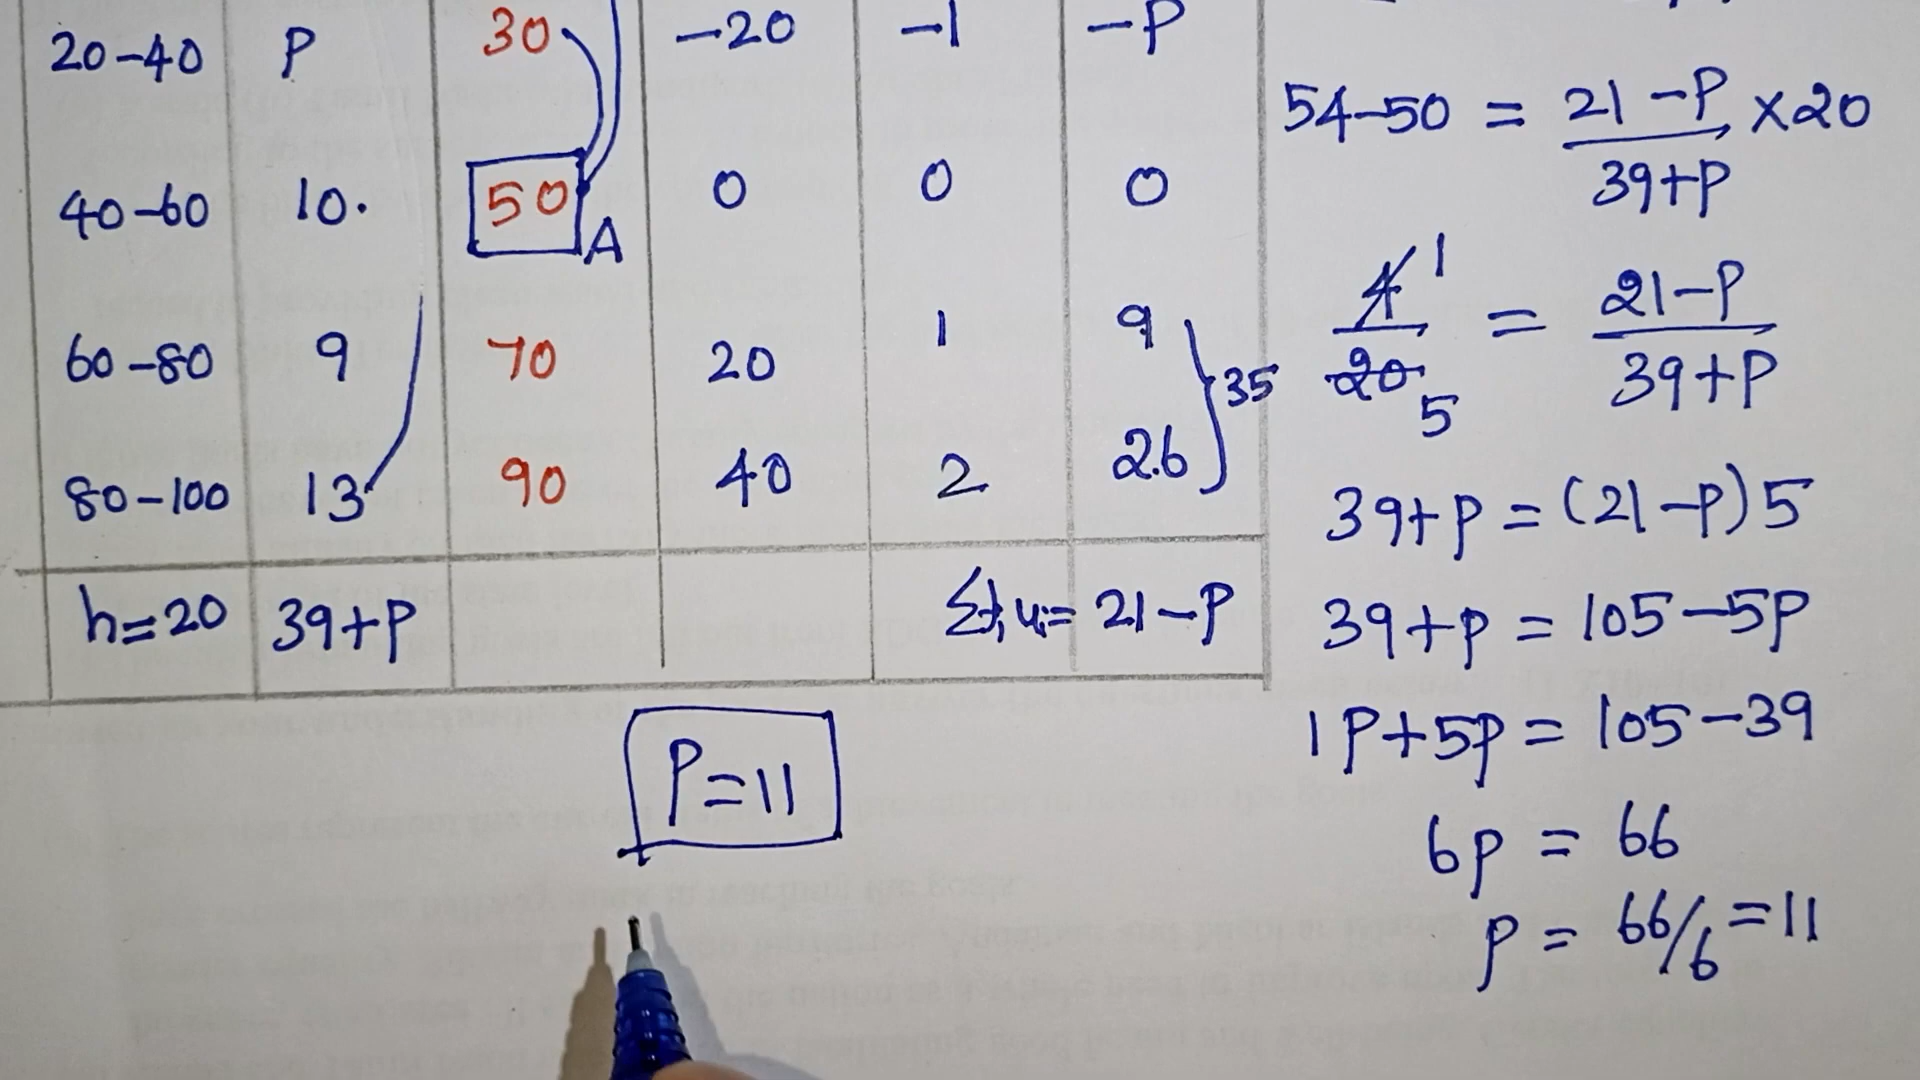 20-40 P 30 -20 -1 -P
40-60 10. 50 A 0 0 0
60-80 9 70 20 1 9
35
80-100 13 90 40 2 26
h=20 39+P Σfiui= 21-P
P=11
54-50 = 21-P/39+P ×20
4 1/20 5 = 21-P/39+P
39+P = (21-P)5
39+P = 105-5P
1P+5P = 105-39
6P = 66
P = 66/6 =11